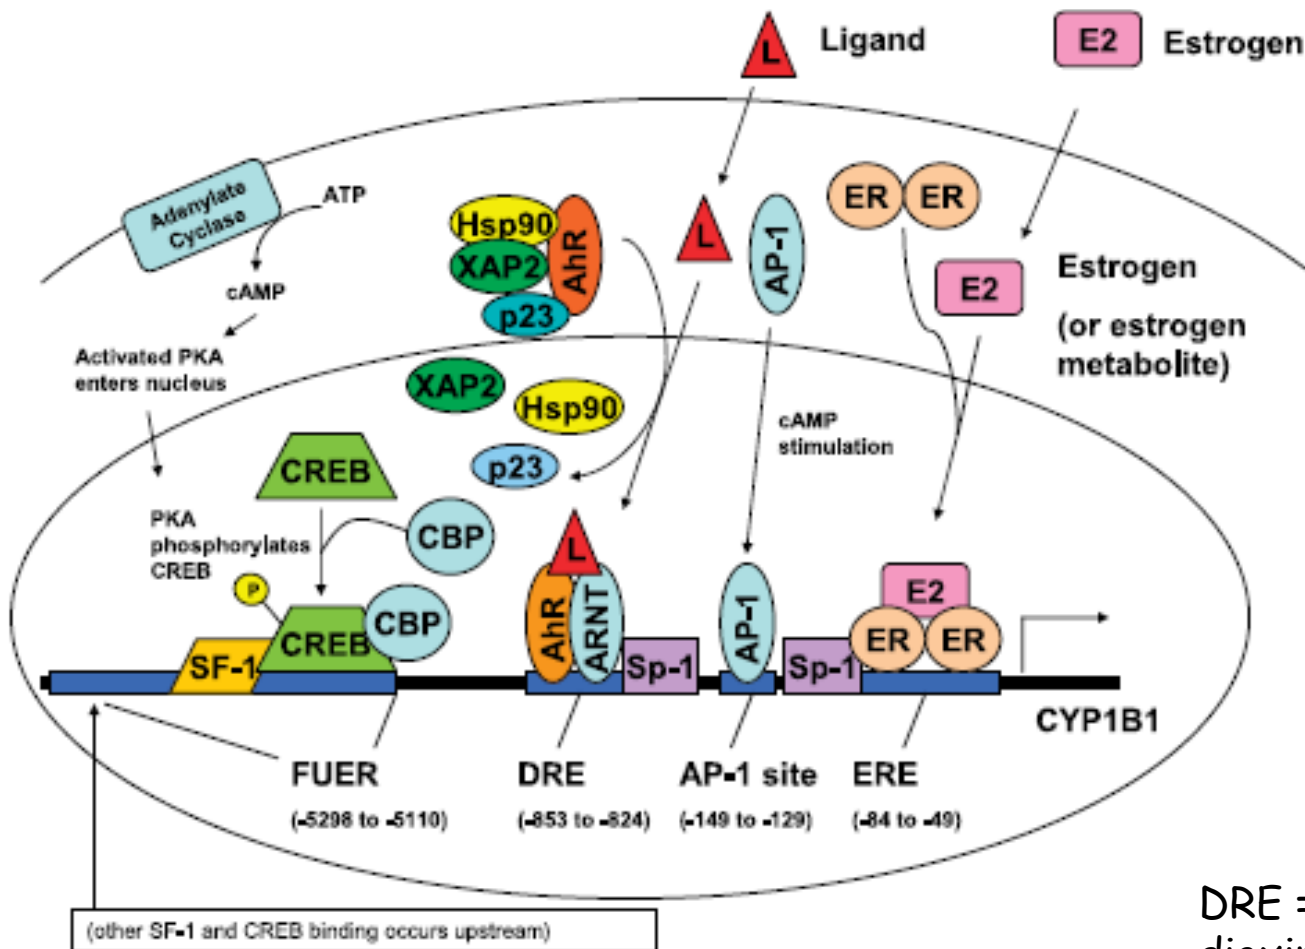 L
Ligand
E2
Estrogen
Adenylate
Cyclase
ATP
cAMP
Activated PKA
enters nucleus
Hsp90
XAP2
p23
AhR
L
AP-1
ER
ER
E2
Estrogen
(or estrogen
metabolite)
XAP2
Hsp90
p23
cAMP
stimulation
CREB
CBP
PKA
phosphorylates
CREB
P
SF-1
CREB
CBP
L
AhR
ARNT
Sp-1
AP-1
Sp-1
E2
ER
ER
CYP1B1
FUER
(-5298 to -5110)
DRE
(-853 to -824)
AP-1 site
(-149 to -129)
ERE
(-84 to -49)
(other SF-1 and CREB binding occurs upstream)
DRE =